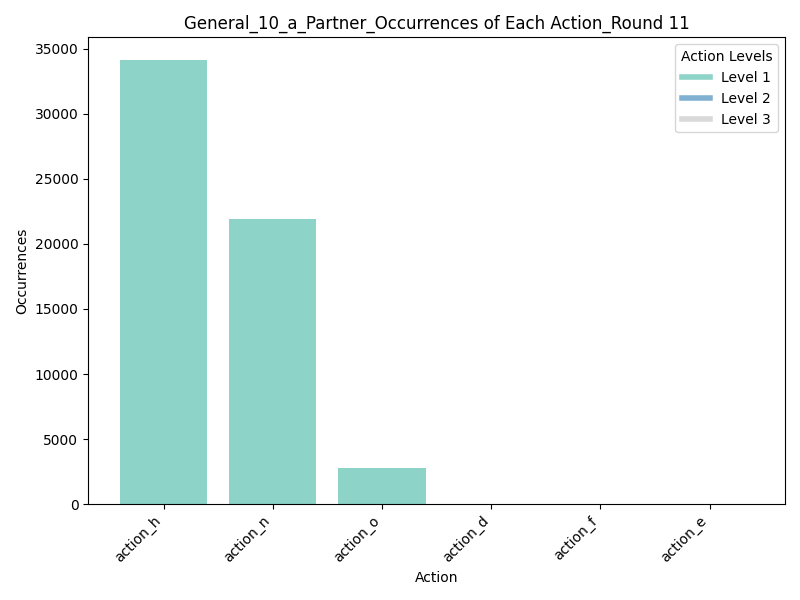 General_10_a_Partner_Occurrences of Each Action_Round 11
Action Levels
Level 1
Level 2
Level 3
Occurrences
35000
30000
25000
20000
15000
10000
5000
0
action_h
action_n
action_o
action_d
action_f
action_e
Action